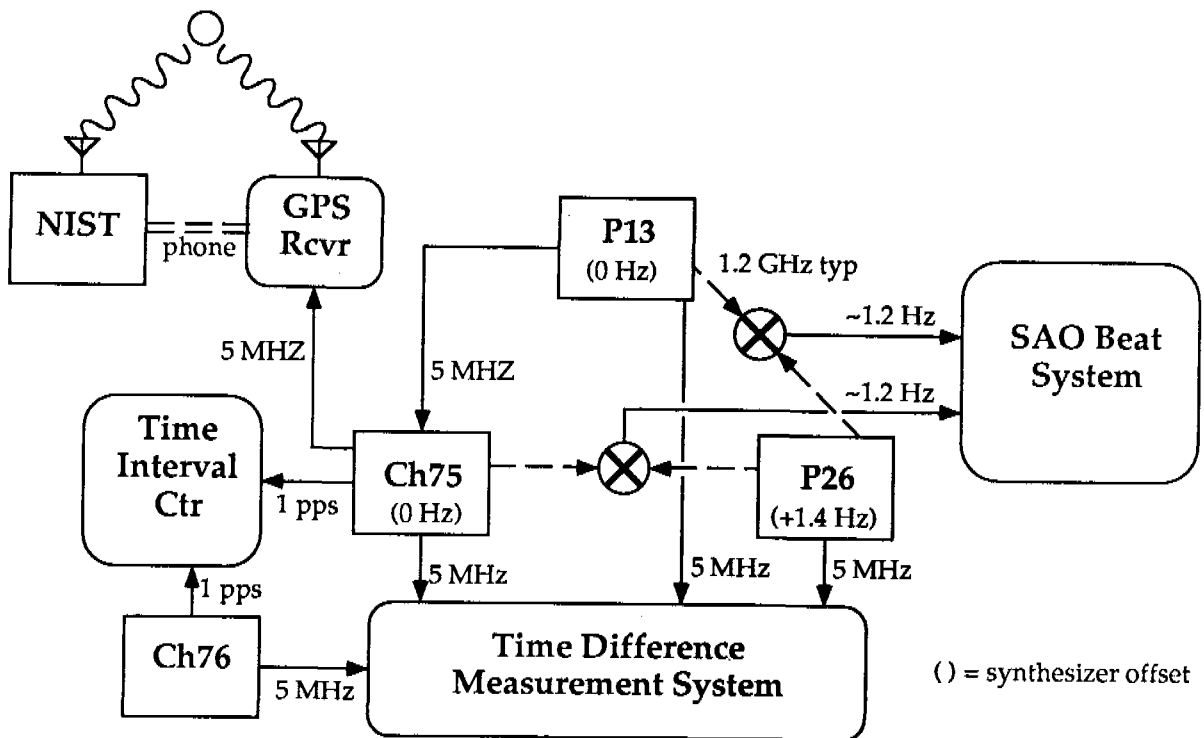 NIST
phone
GPS
Rcvr
P13
(0 Hz)
1.2 GHz typ
~1.2 Hz
SAO Beat
System
5 MHZ
5 MHZ
~1.2 Hz
Time
Interval
Ctr
1 pps
Ch75
(0 Hz)
P26
(+1.4 Hz)
5 MHz
5 MHz
5 MHz
1 pps
Ch76
5 MHz
Time Difference
Measurement System
( ) = synthesizer offset